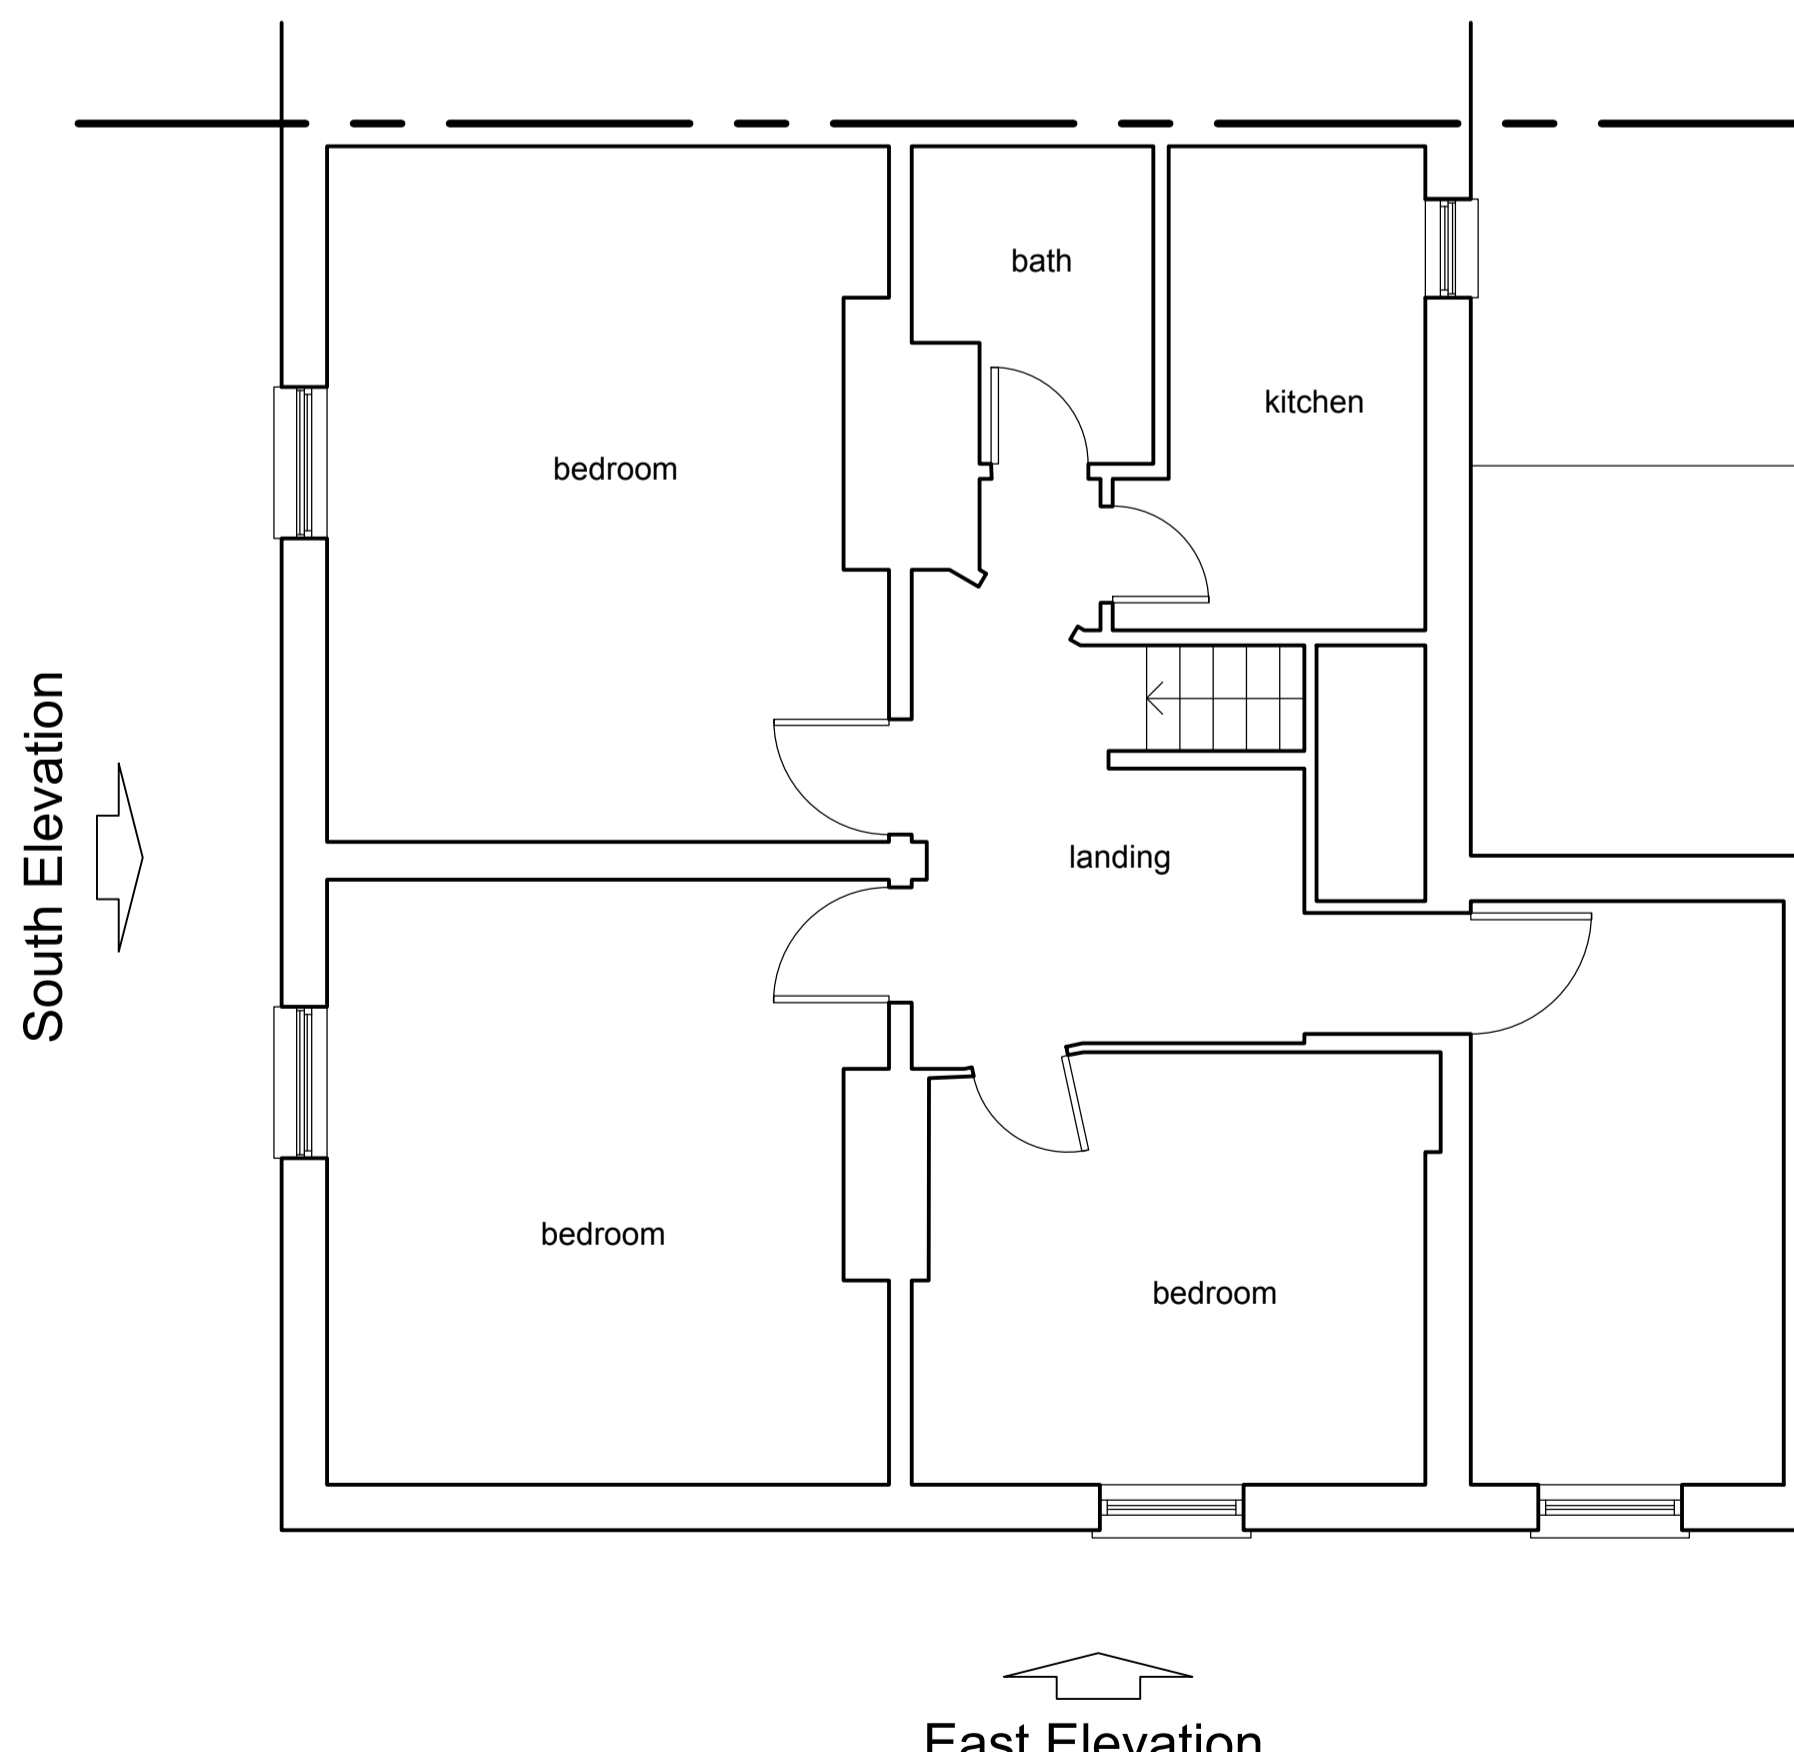 bath
kitchen
bedroom
South Elevation
landing
bedroom
bedroom
East Elevation